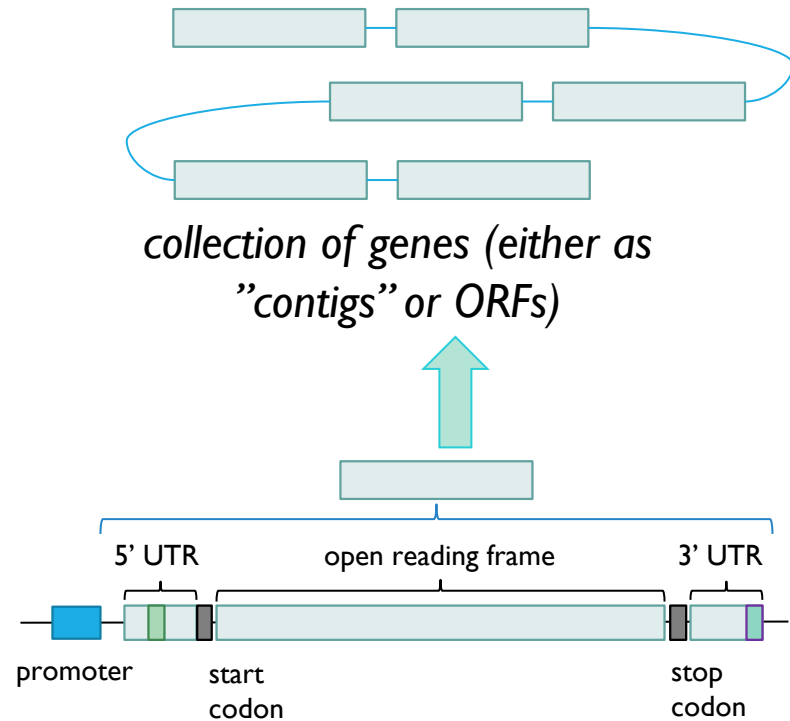 collection of genes (either as
”contigs” or ORFs)
5’ UTR
open reading frame
3’ UTR
promoter
start
codon
stop
codon